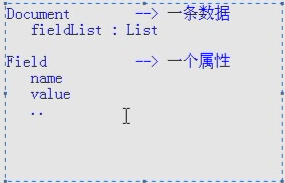 Document --> 一条数据
fieldList : List
Field --> 一个属性
name
value
..